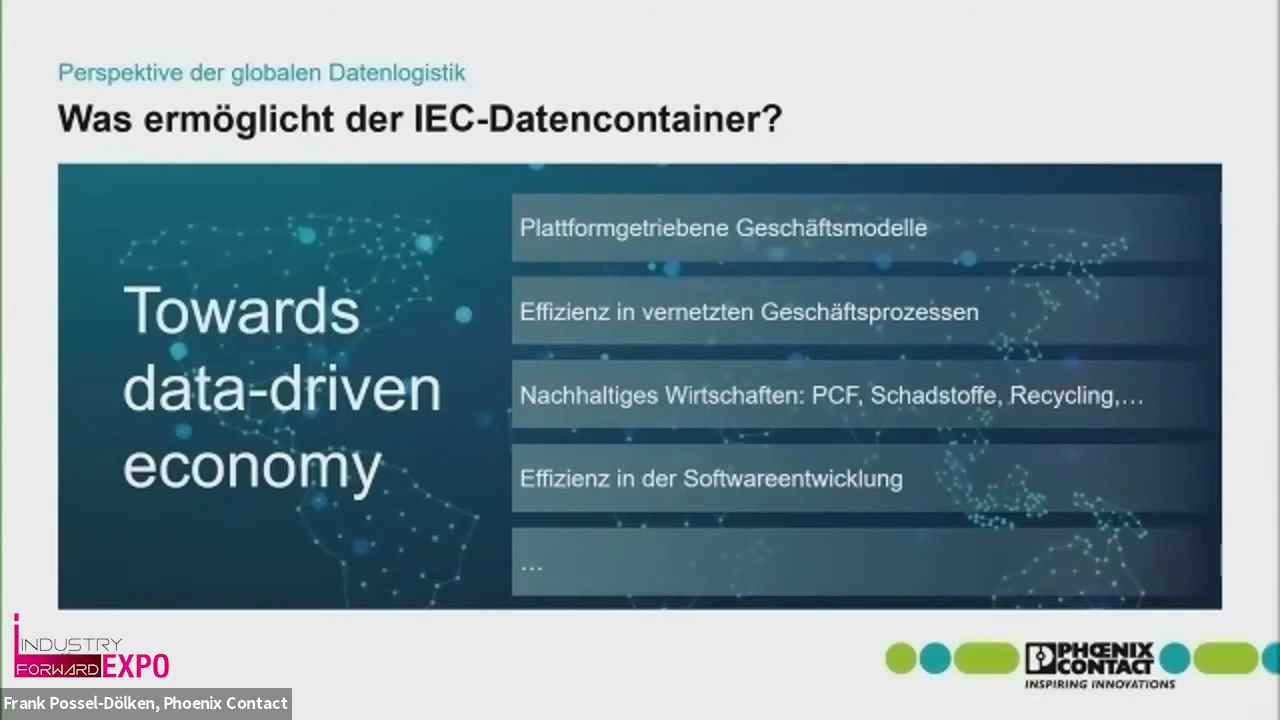 Perspektive der globalen Datenlogistik
Was ermöglicht der IEC-Datencontainer?
Towards
data-driven
economy
Plattformgetriebene Geschäftsmodelle
Effizienz in vernetzten Geschäftsprozessen
Nachhaltiges Wirtschaften: PCF, Schadstoffe, Recycling,…
Effizienz in der Softwareentwicklung
…
INDUSTRY
FORWARD EXPO
PHŒNIX
CONTACT
INSPIRING INNOVATIONS
Frank Possel-Dölken, Phoenix Contact